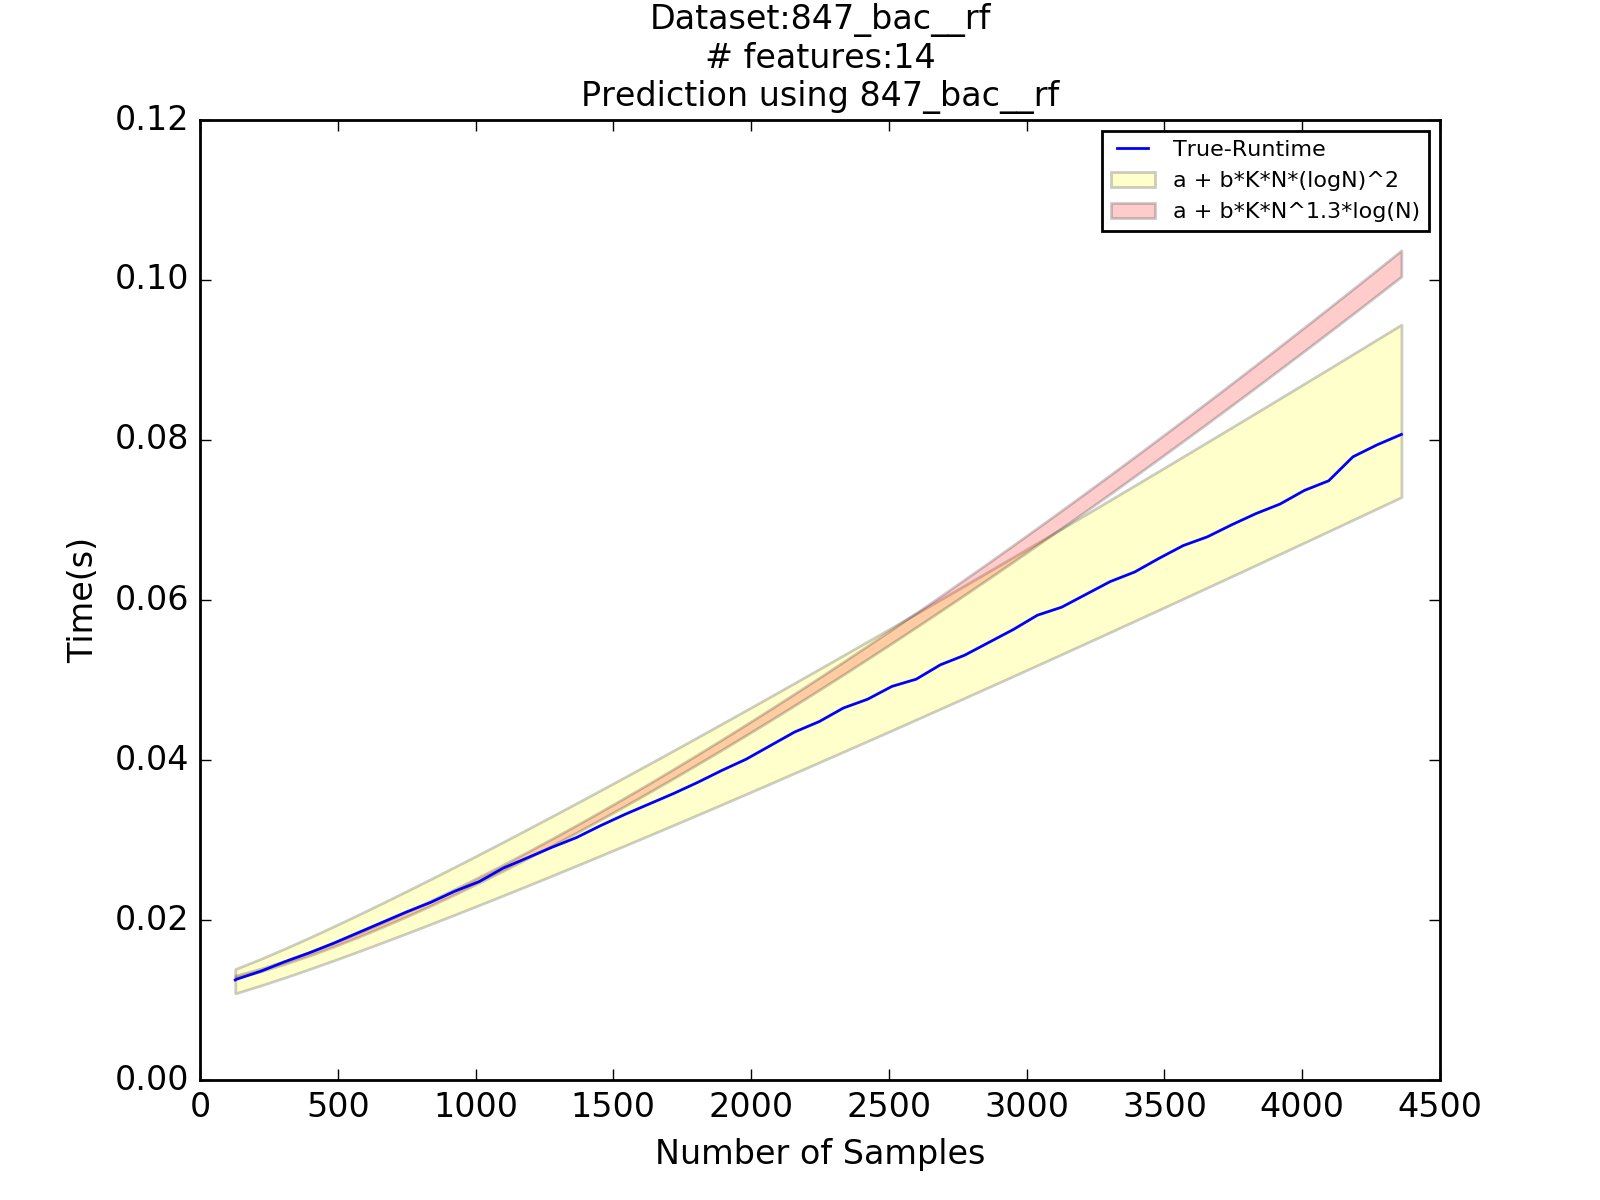 Dataset:847_bac__rf
# features:14
Prediction using 847_bac__rf
0.12
0.10
0.08
0.06
0.04
0.02
0.00
Time(s)
True-Runtime
a + b*K*N*(logN)^2
a + b*K*N^1.3*log(N)
0 500 1000 1500 2000 2500 3000 3500 4000 4500
Number of Samples